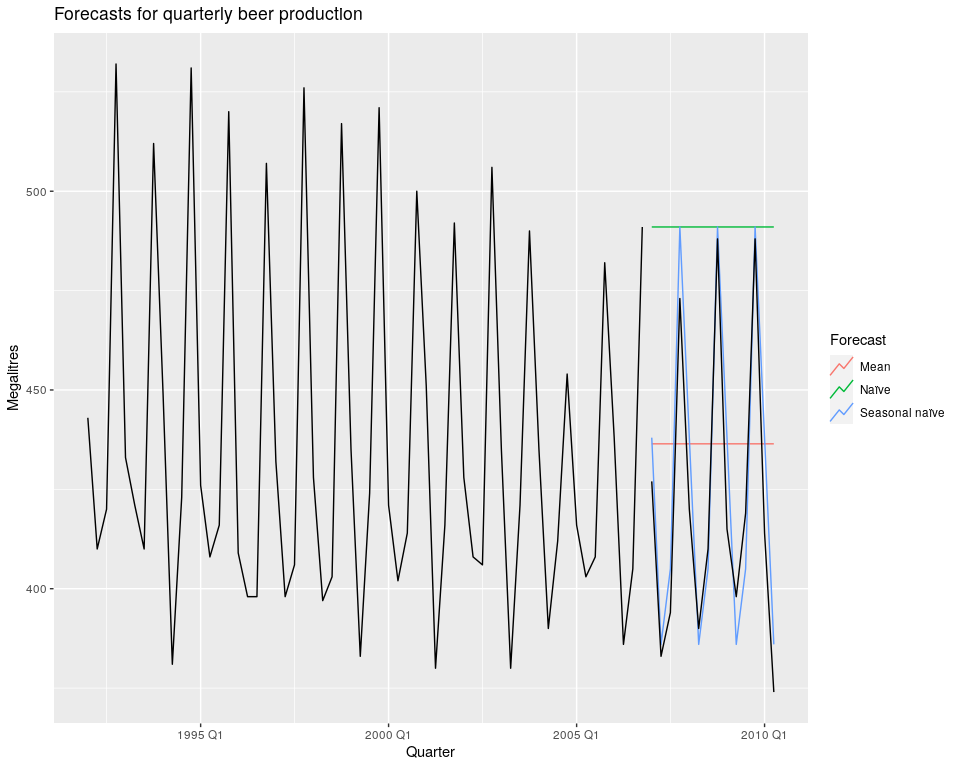 Forecasts for quarterly beer production
Megalitres
500
450
400
1995 Q1
2000 Q1
2005 Q1
2010 Q1
Quarter
Forecast
Mean
Naïve
Seasonal naïve